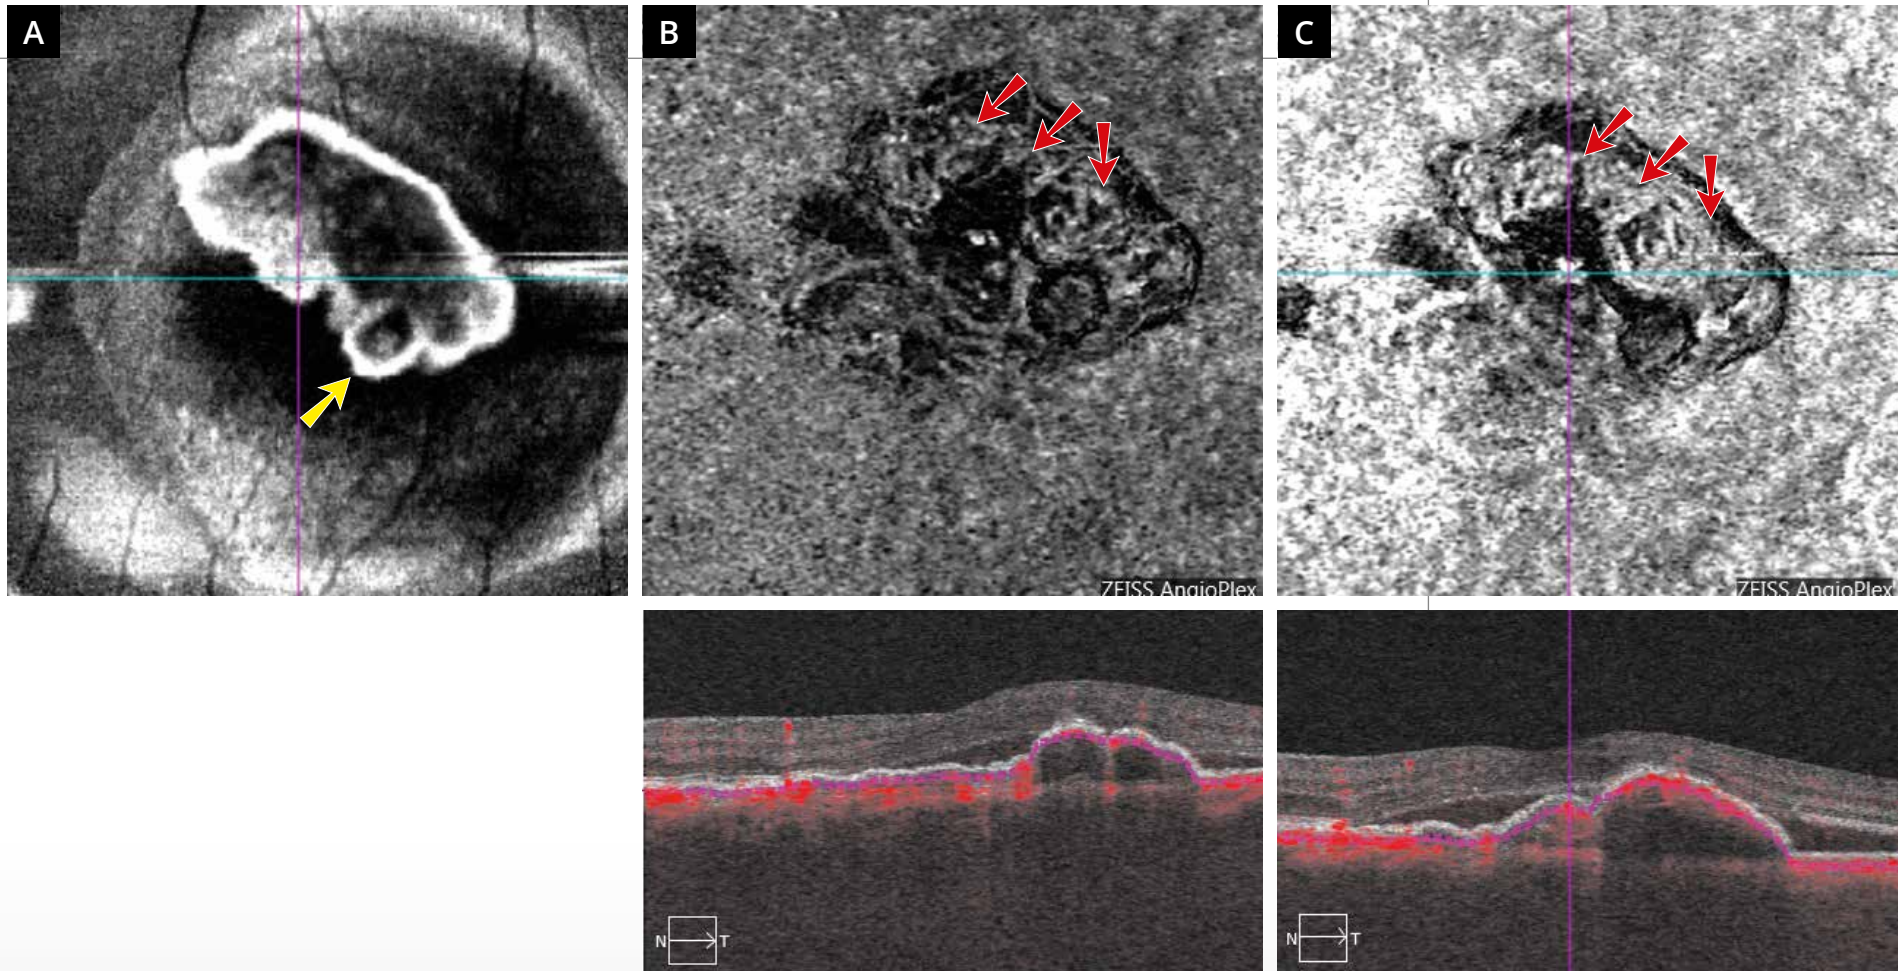 A
B
C
ZEISS AngioPlex
ZEISS AngioPlex
N T
N T